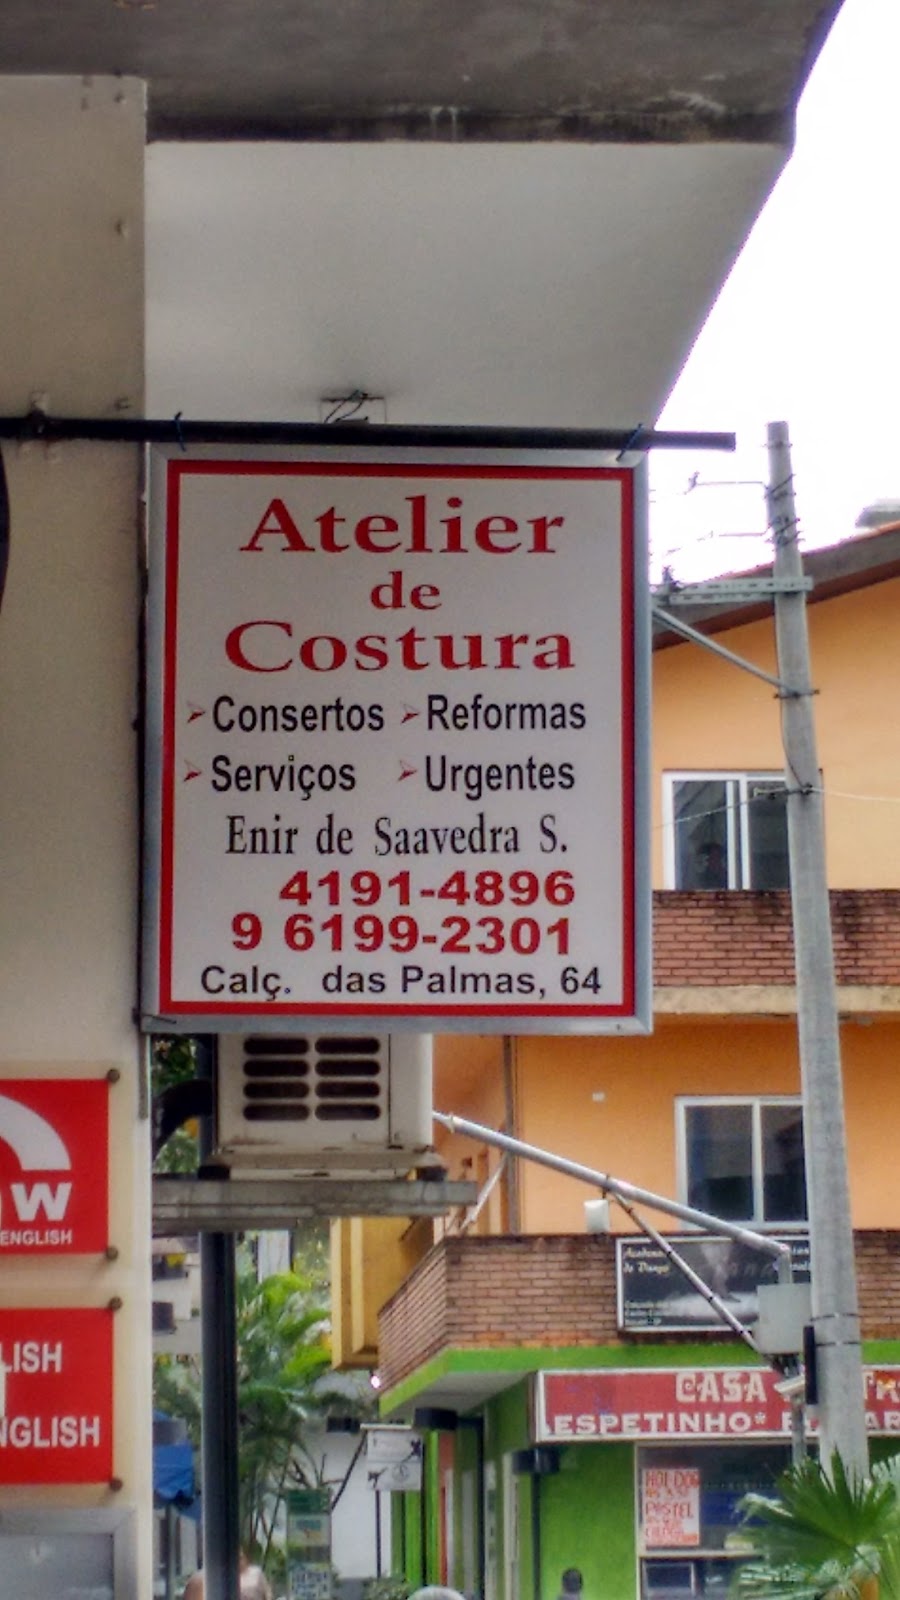 Atelier
de
Costura
➢Consertos ➢Reformas
➢Serviços ➢Urgentes
Enir de Saavedra S.
4191-4896
9 6199-2301
Calç. das Palmas, 64
W
ENGLISH
LISH
NGLISH
CASA
ESPETINHO*
HOT DOG
PASTEL